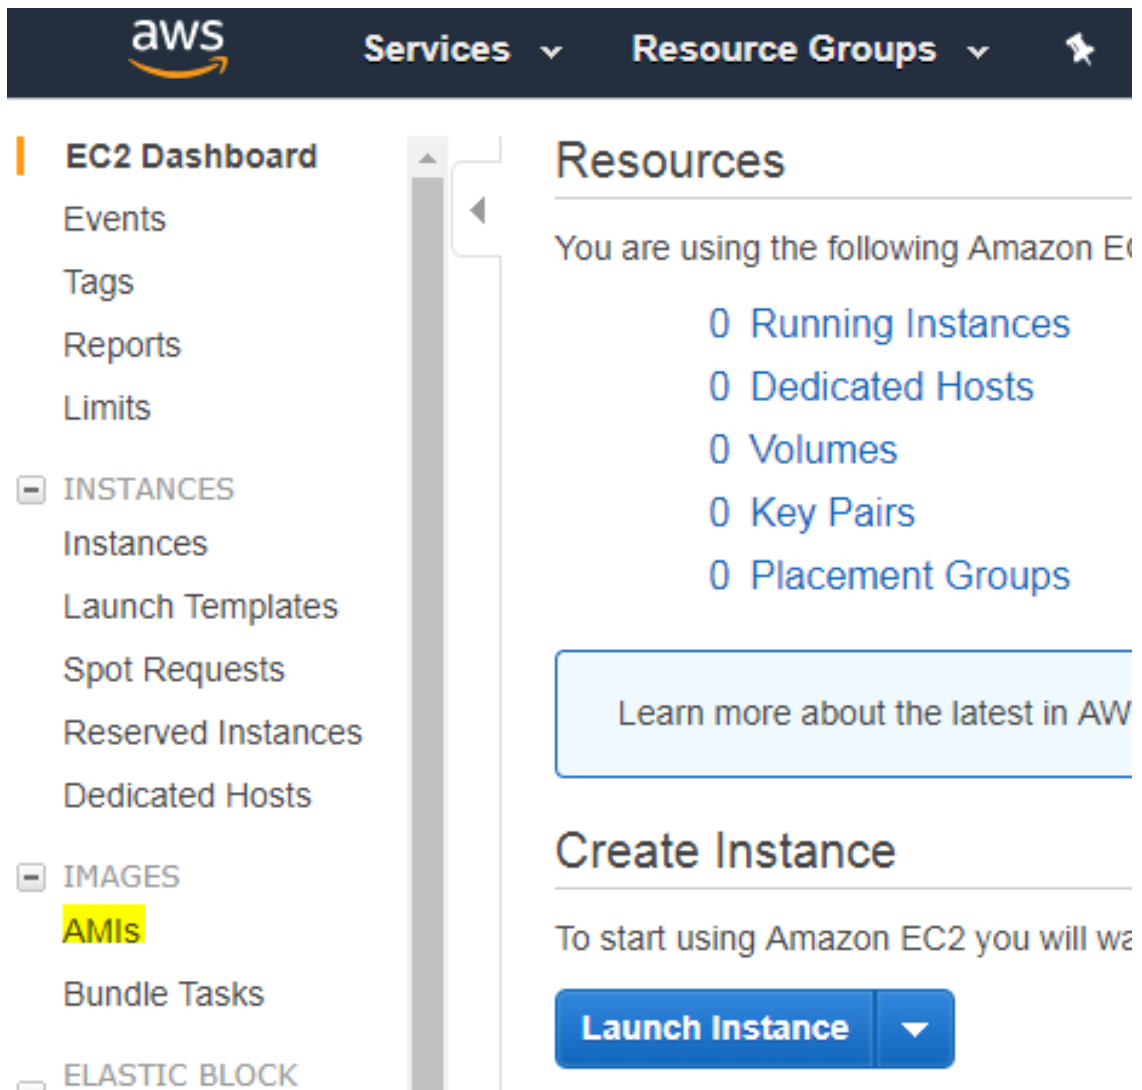 aws Services Resource Groups
EC2 Dashboard
Events
Tags
Reports
Limits
INSTANCES
Instances
Launch Templates
Spot Requests
Reserved Instances
Dedicated Hosts
IMAGES
AMIs
Bundle Tasks
ELASTIC BLOCK
Resources
You are using the following Amazon
0 Running Instances
0 Dedicated Hosts
0 Volumes
0 Key Pairs
0 Placement Groups
Learn more about the latest in AW
Create Instance
To start using Amazon EC2 you will wa
Launch Instance